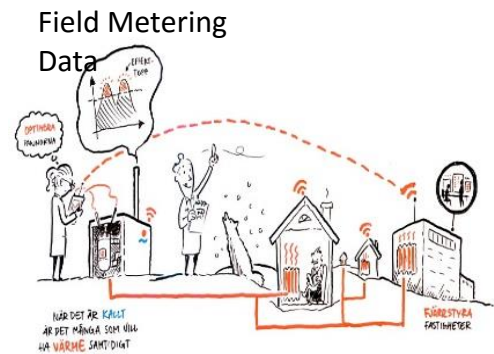 Field Metering
Data
EFFEKT-
TOPP
OPTIMERA
NÄR DET ÄR KALLT
ÄR DET MÅNGA SOM VILL
HA VÄRME SAMTIDIGT
FJÄRRSTYRA
FASTIGHETER